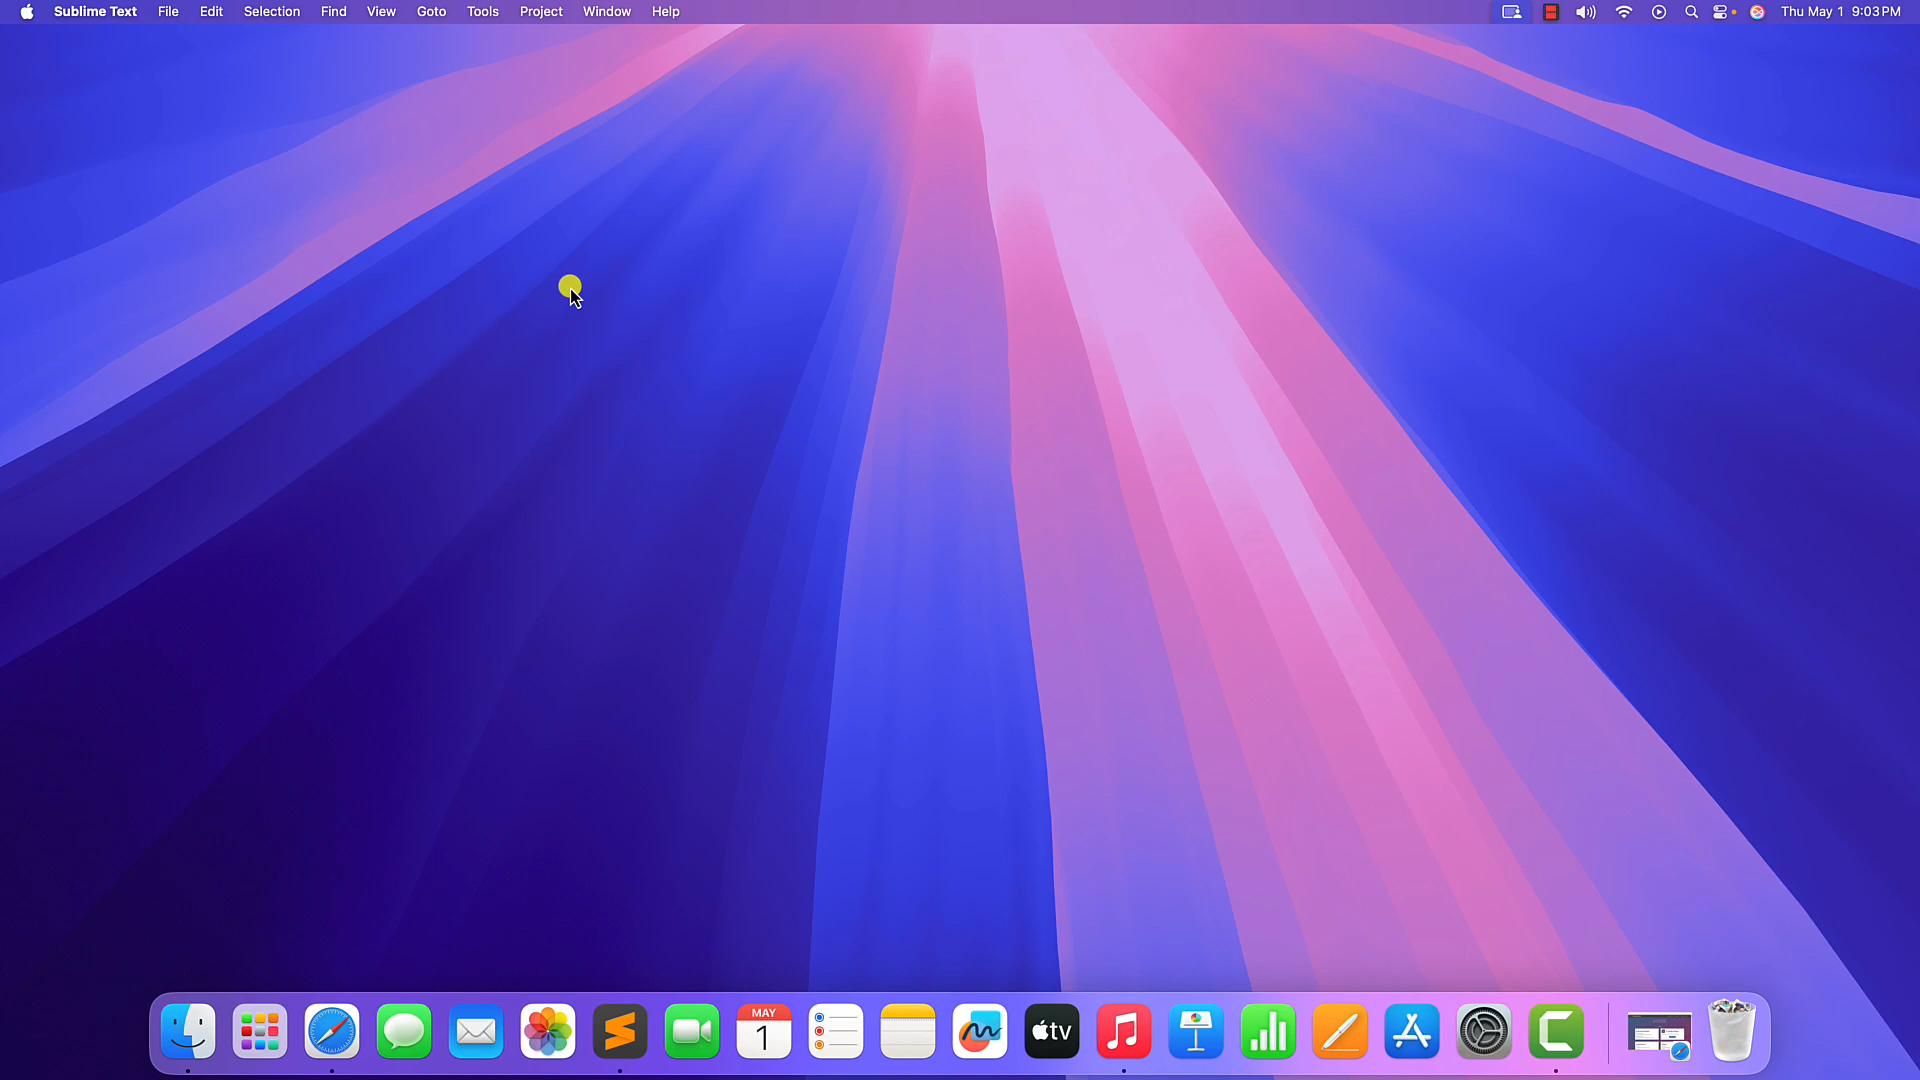 Sublime Text File Edit Selection Find View Goto Tools Project Window Help Thu May 1 9:03 PM
MAY
1
tv